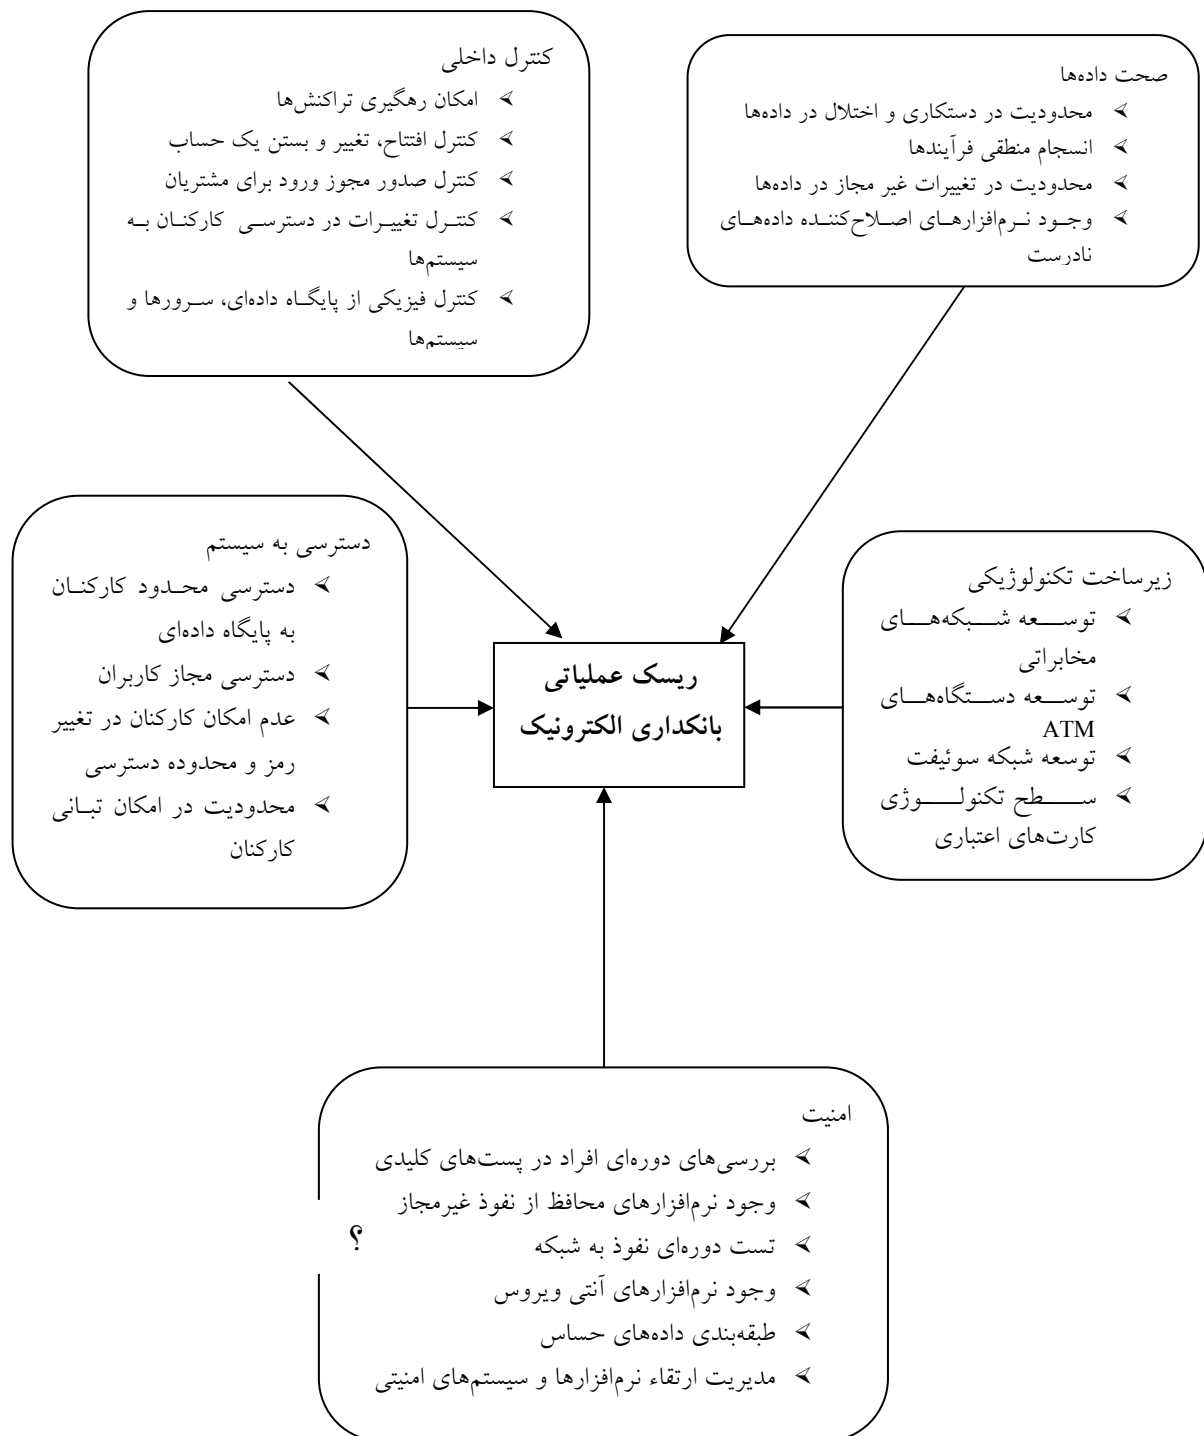 کنترل داخلی
امکان رهگیری تراکنش‌ها
کنترل افتتاح، تغییر و بستن یک حساب
کنترل صدور مجوز ورود برای مشتریان
کنترل تغییرات در دسترسی کارکنان به
سیستم‌ها
کنترل فیزیکی از پایگاه داده‌ای، سرورها و
سیستم‌ها
صحت داده‌ها
محدودیت در دستکاری و اختلال در داده‌ها
انسجام منطقی فرآیندها
محدودیت در تغییرات غیر مجاز در داده‌ها
وجود نرم‌افزارهای اصلاح‌کننده داده‌های
نادرست
دسترسی به سیستم
دسترسی محدود کارکنان
به پایگاه داده‌ای
دسترسی مجاز کاربران
عدم امکان کارکنان در تغییر
رمز و محدوده دسترسی
محدودیت در امکان تبانی
کارکنان
ریسک عملیاتی
بانکداری الکترونیک
زیرساخت تکنولوژیکی
توسعه شبکه‌های
مخابراتی
توسعه دستگاه‌های
ATM
توسعه شبکه سوئیفت
سطح تکنولوژی
کارت‌های اعتباری
امنیت
بررسی‌های دوره‌ای افراد در پست‌های کلیدی
وجود نرم‌افزارهای محافظ از نفوذ غیرمجاز
تست دوره‌ای نفوذ به شبکه
؟
وجود نرم‌افزارهای آنتی ویروس
طبقه‌بندی داده‌های حساس
مدیریت ارتقاء نرم‌افزارها و سیستم‌های امنیتی